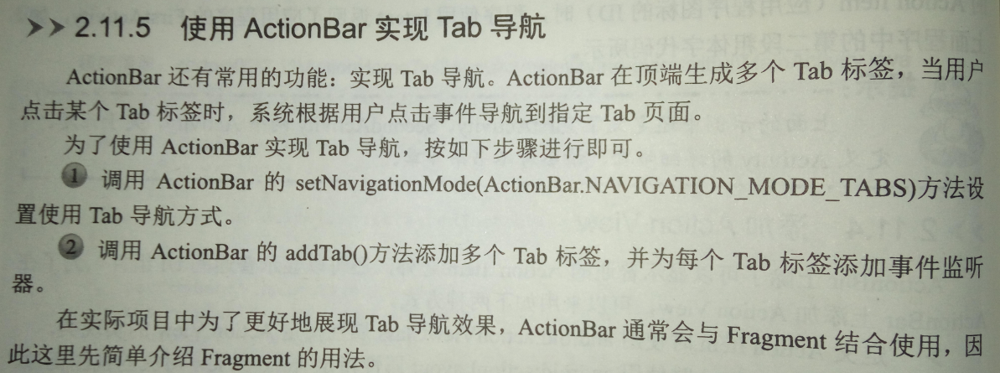 >> 2.11.5 使用 ActionBar 实现 Tab 导航
ActionBar 还有常用的功能：实现 Tab 导航。ActionBar 在顶端生成多个 Tab 标签，当用户
点击某个 Tab 标签时，系统根据用户点击事件导航到指定 Tab 页面。
为了使用 ActionBar 实现 Tab 导航，按如下步骤进行即可。
1 调用 ActionBar 的 setNavigationMode(ActionBar.NAVIGATION_MODE_TABS)方法设
置使用 Tab 导航方式。
2 调用 ActionBar 的 addTab()方法添加多个 Tab 标签，并为每个 Tab 标签添加事件监听
器。
在实际项目中为了更好地展现 Tab 导航效果，ActionBar 通常会与 Fragment 结合使用，因
此这里先简单介绍 Fragment 的用法。